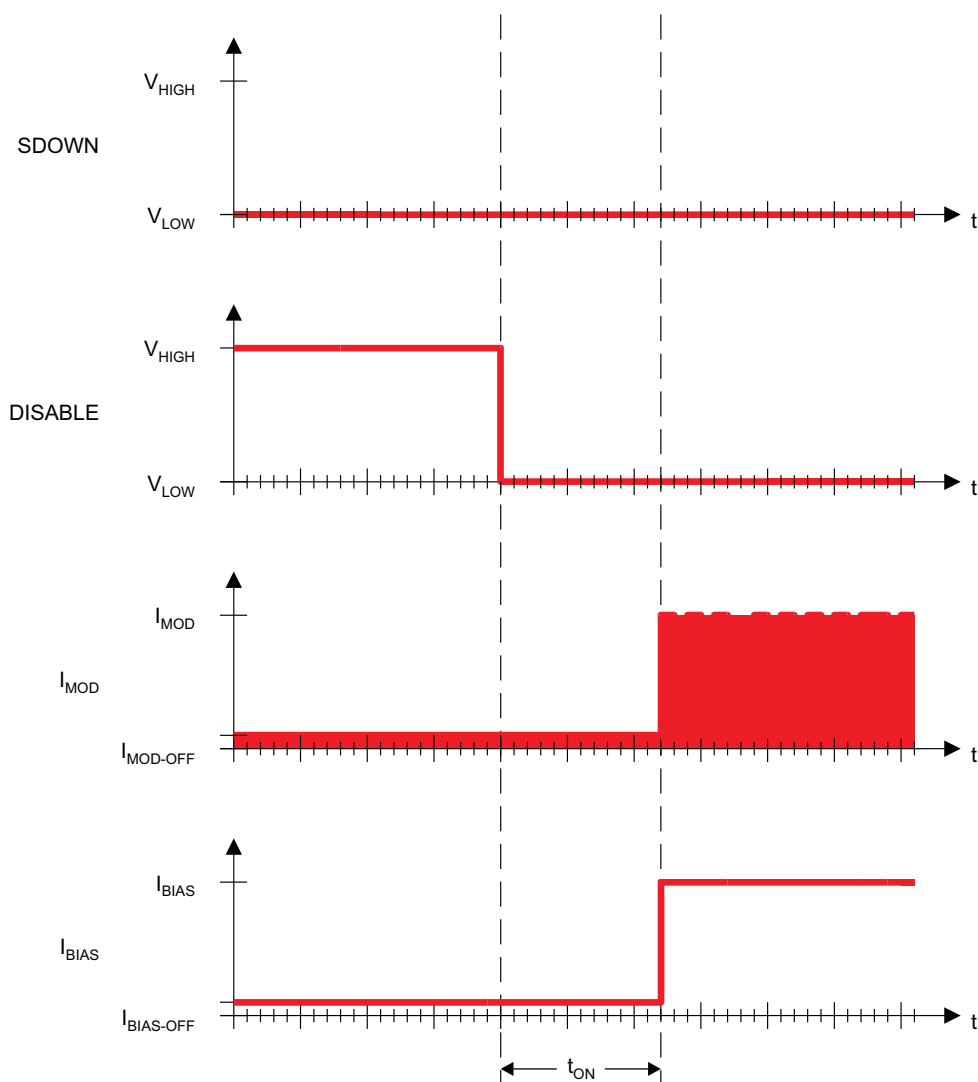 V_HIGH
SDOWN
V_LOW
t
V_HIGH
DISABLE
V_LOW
t
I_MOD
I_MOD
I_MOD-OFF
t
I_BIAS
I_BIAS
I_BIAS-OFF
t
t_ON